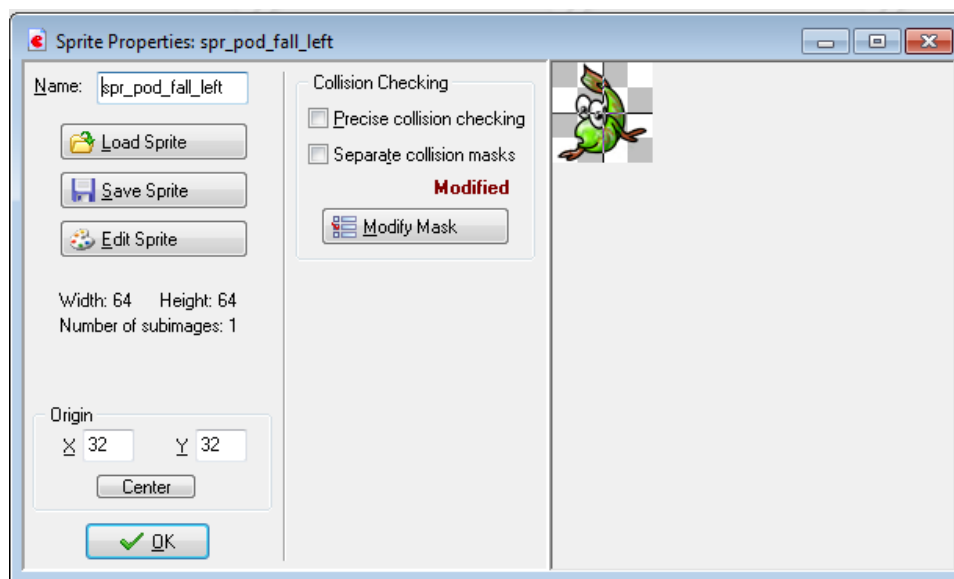 Sprite Properties: spr_pod_fall_left
Name: spr_pod_fall_left
Load Sprite
Save Sprite
Edit Sprite
Width: 64 Height: 64
Number of subimages: 1
Origin
X 32 Y 32
Center
OK
Collision Checking
Precise collision checking
Separate collision masks
Modified
Modify Mask